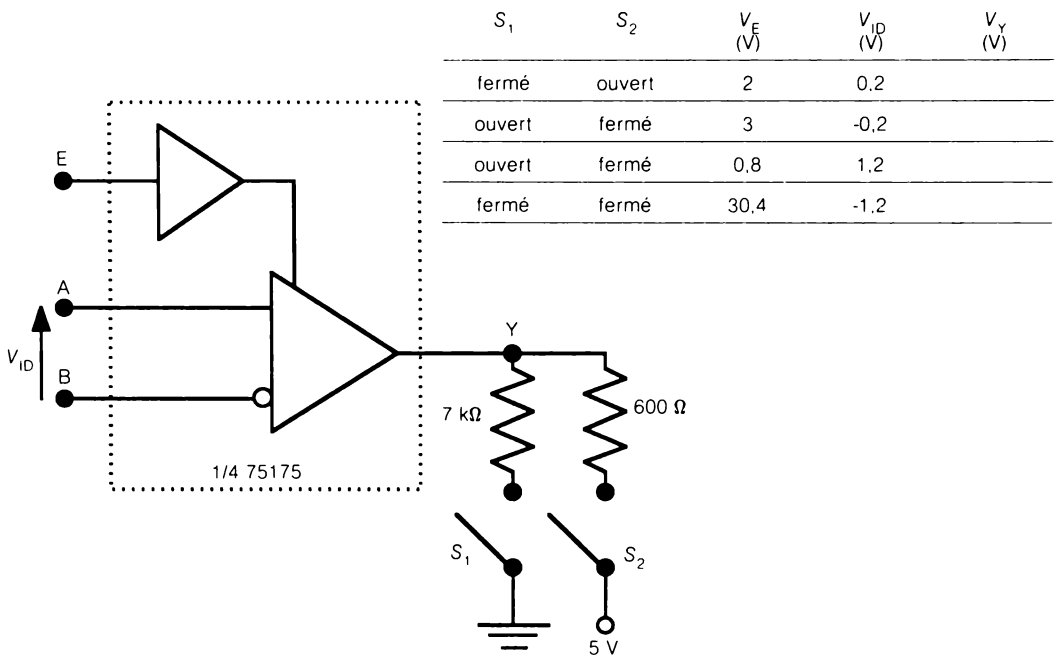 S1 S2 VE (V) VID (V) VY (V)
fermé ouvert 2 0,2
ouvert fermé 3 -0,2
ouvert fermé 0,8 1,2
fermé fermé 30,4 -1,2
E
A
VID
B
1/4 75175
Y
7 kΩ
600 Ω
S1
S2
5 V